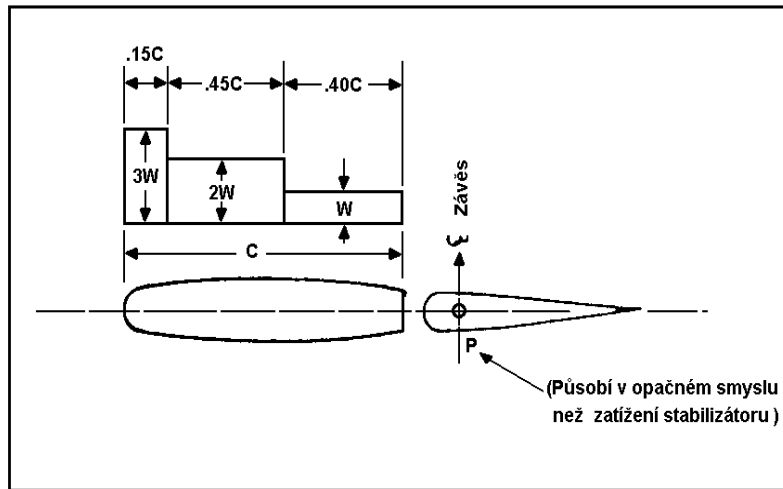 .15C
.45C
.40C
3W
2W
W
C
Závěs
P
(Působí v opačném smyslu
než zatížení stabilizátoru )